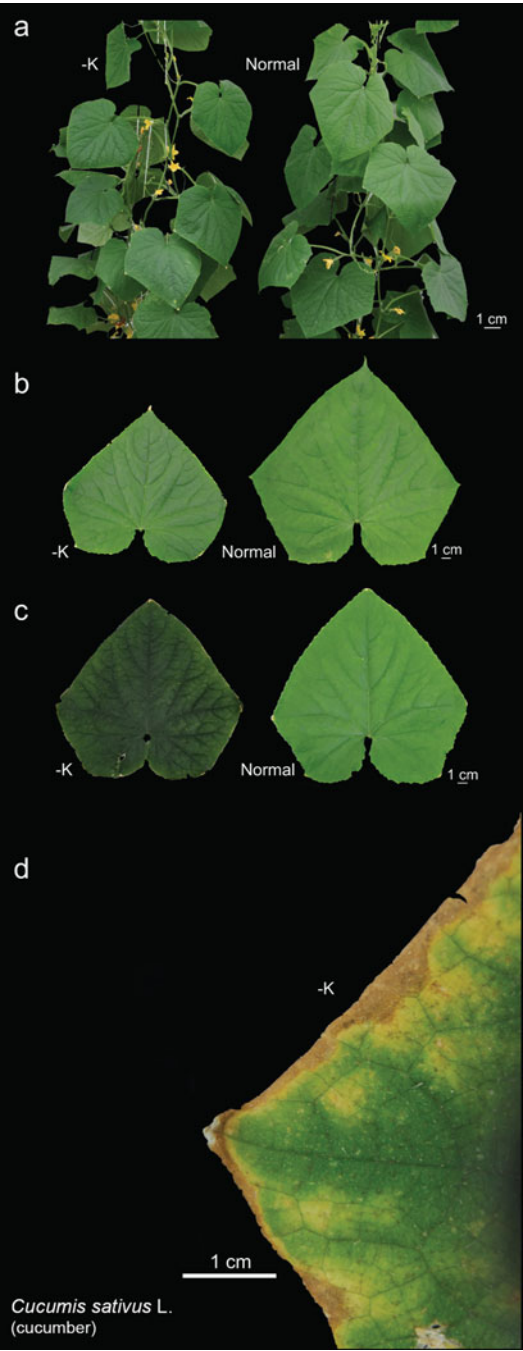 a
-K
Normal
1 cm
b
-K
Normal
1 cm
c
-K
Normal
1 cm
d
-K
1 cm
Cucumis sativus L.
(cucumber)